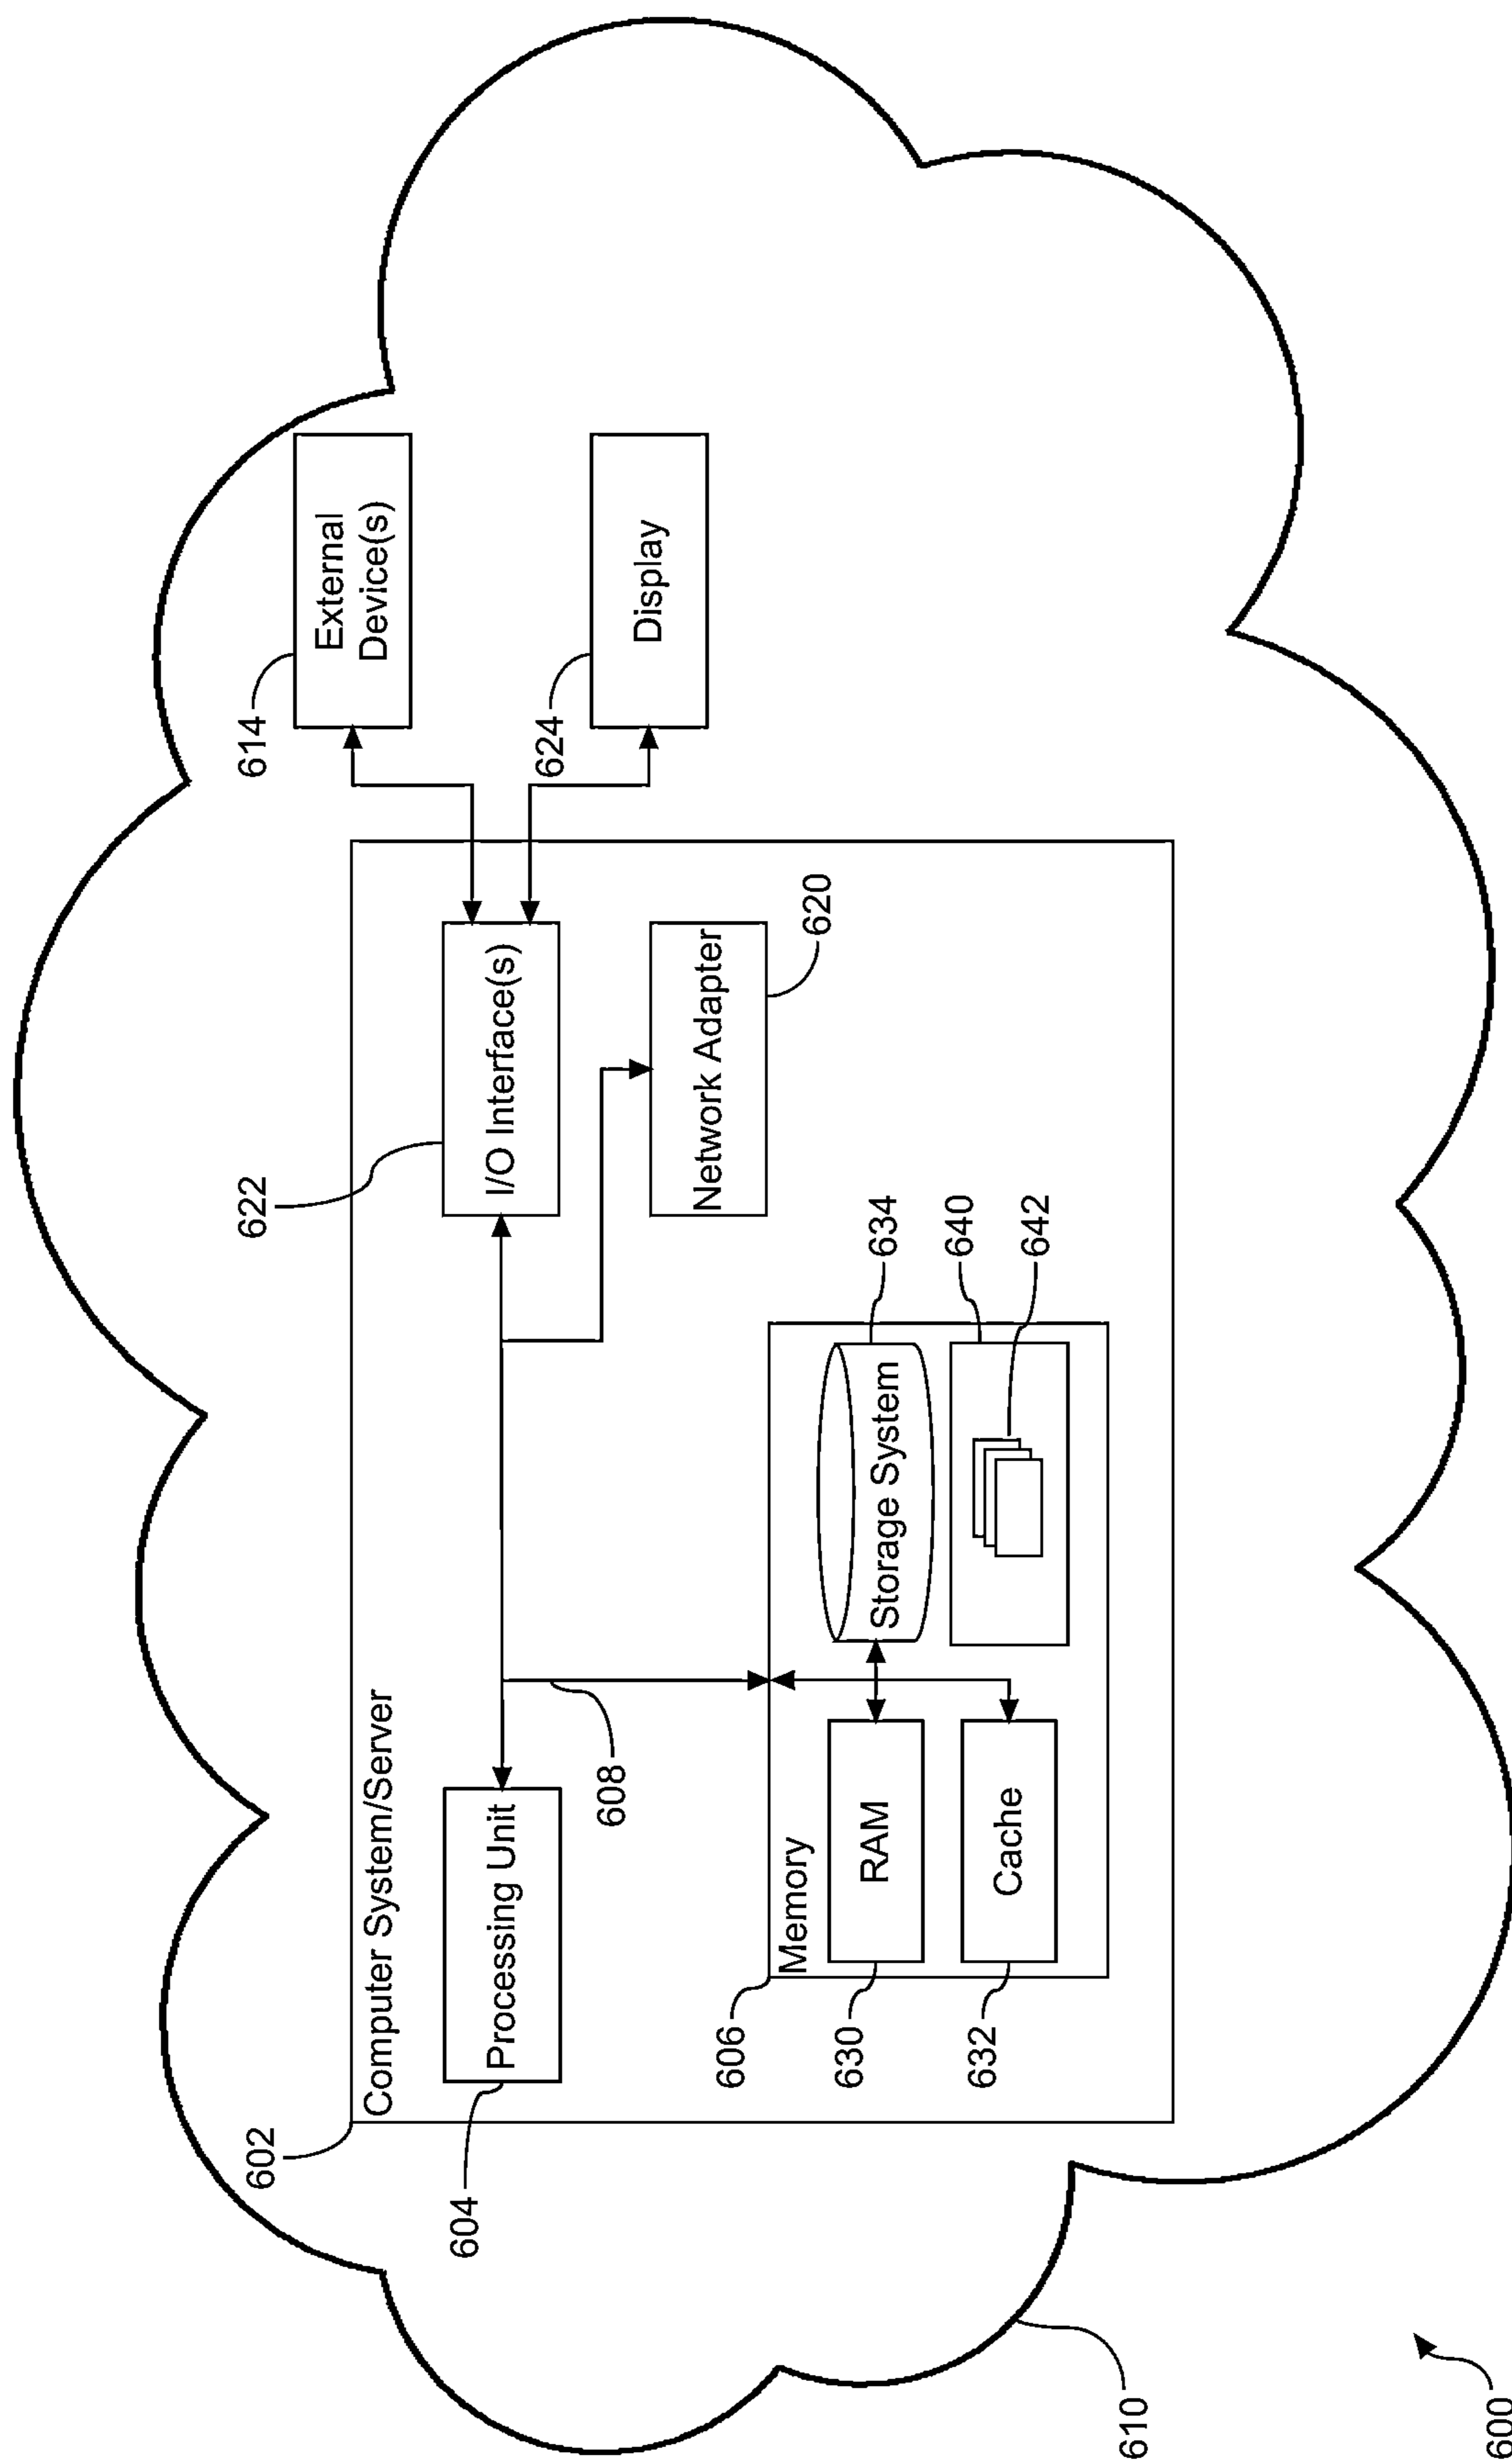 602
Computer System/Server
604
Processing Unit
608
622
I/O Interface(s)
614
External
Device(s)
624
Display
Network Adapter
620
606
Memory
630
RAM
632
Cache
Storage System
634
640
642
610
600